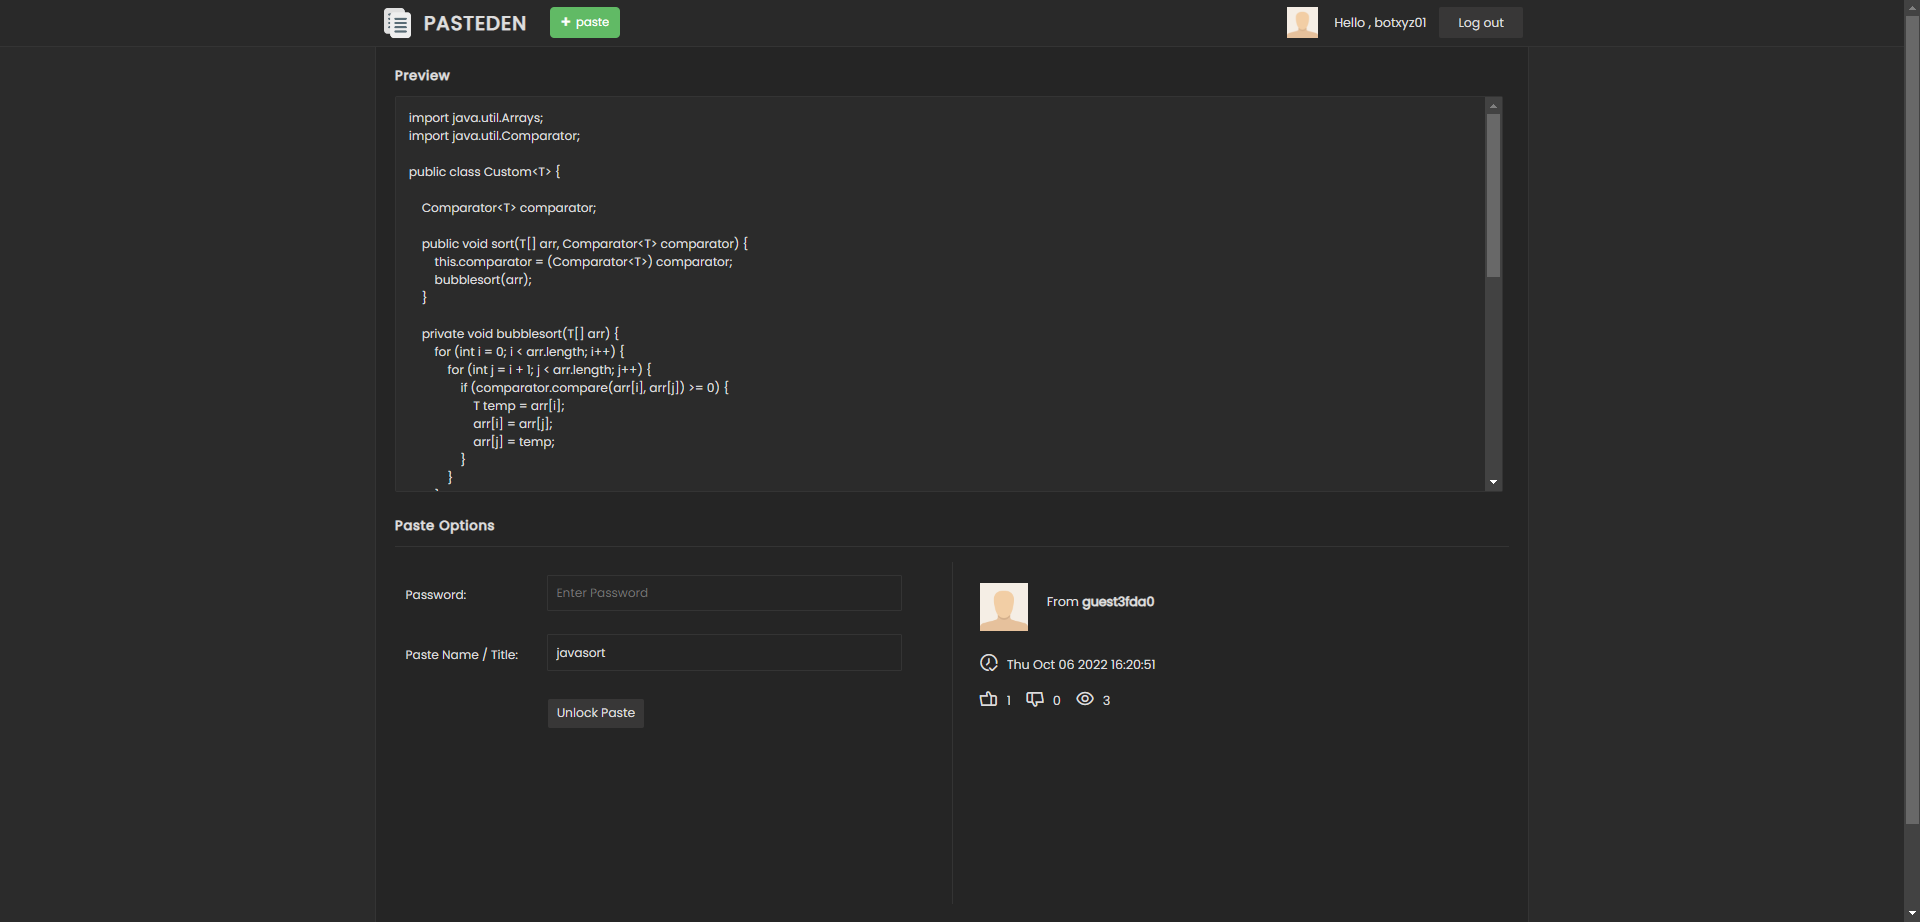 PASTEDEN
+ paste
Hello , botxyz01
Log out
Preview
import java.util.Arrays;
import java.util.Comparator;
public class Custom<T> {
Comparator<T> comparator;
public void sort(T[] arr, Comparator<T> comparator) {
this.comparator = (Comparator<T>) comparator;
bubblesort(arr);
}
private void bubblesort(T[] arr) {
for (int i = 0; i < arr.length; i++) {
for (int j = i + 1; j < arr.length; j++) {
if (comparator.compare(arr[i], arr[j]) >= 0) {
T temp = arr[i];
arr[i] = arr[j];
arr[j] = temp;
}
}
Paste Options
Password:
Enter Password
Paste Name / Title:
javasort
Unlock Paste
From guest3fda0
Thu Oct 06 2022 16:20:51
1 0 3